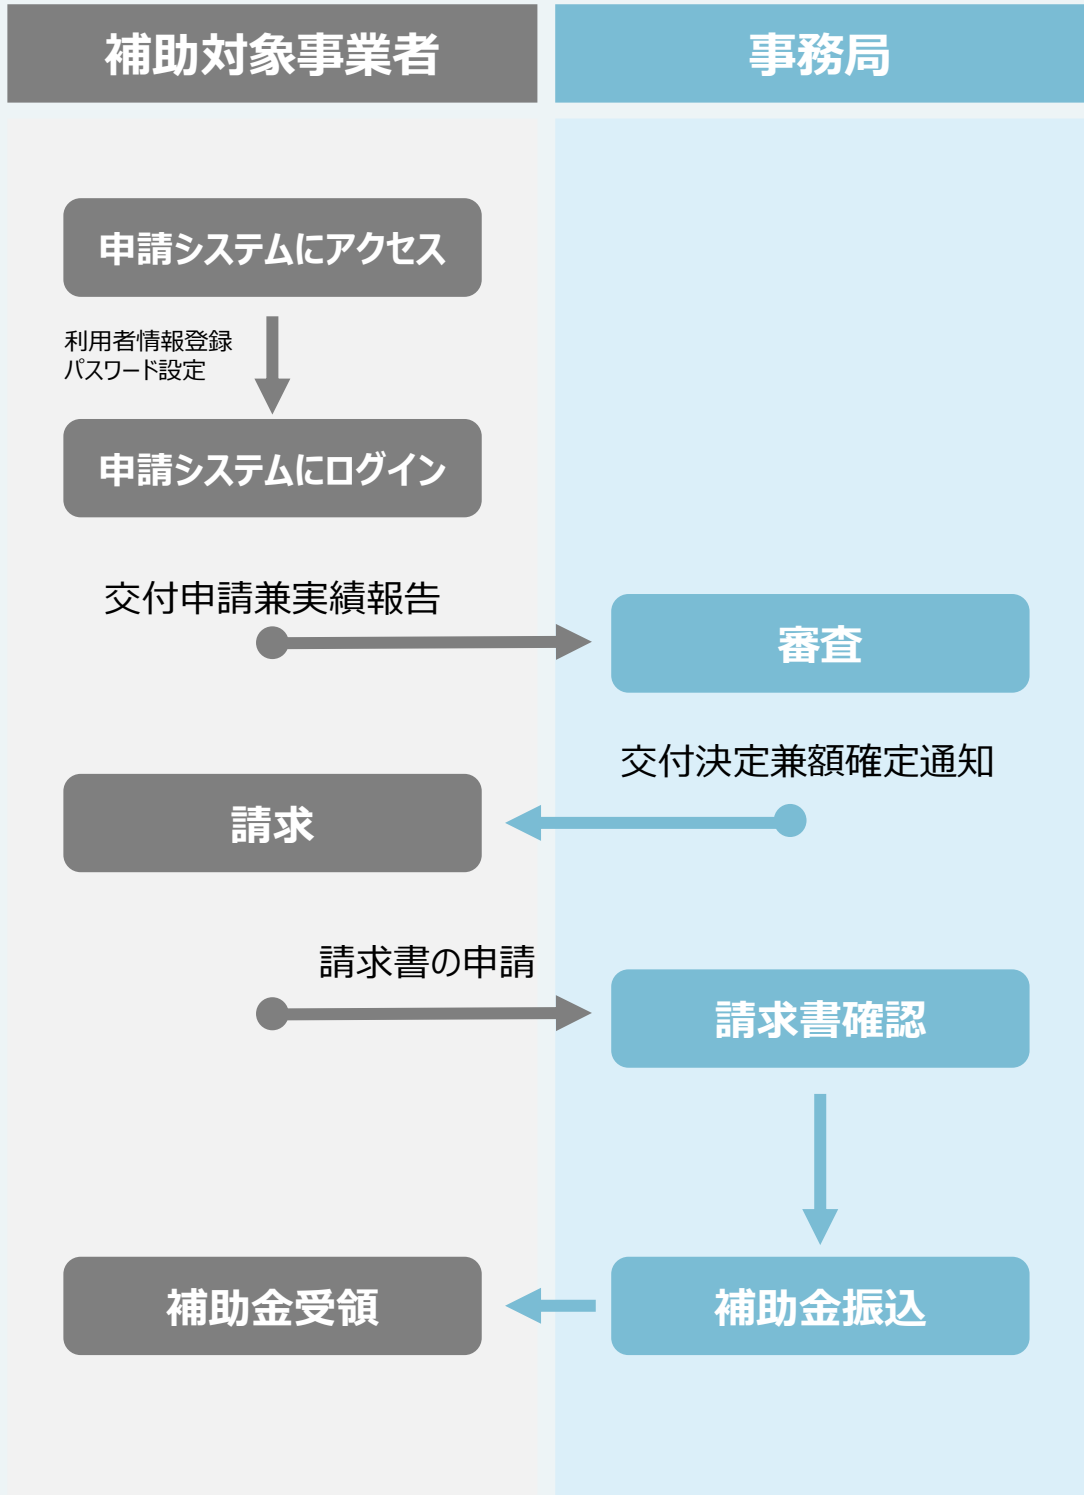 補助対象事業者
事務局
申請システムにアクセス
利用者情報登録
パスワード設定
申請システムにログイン
交付申請兼実績報告
審査
交付決定兼額確定通知
請求
請求書の申請
請求書確認
補助金受領
補助金振込